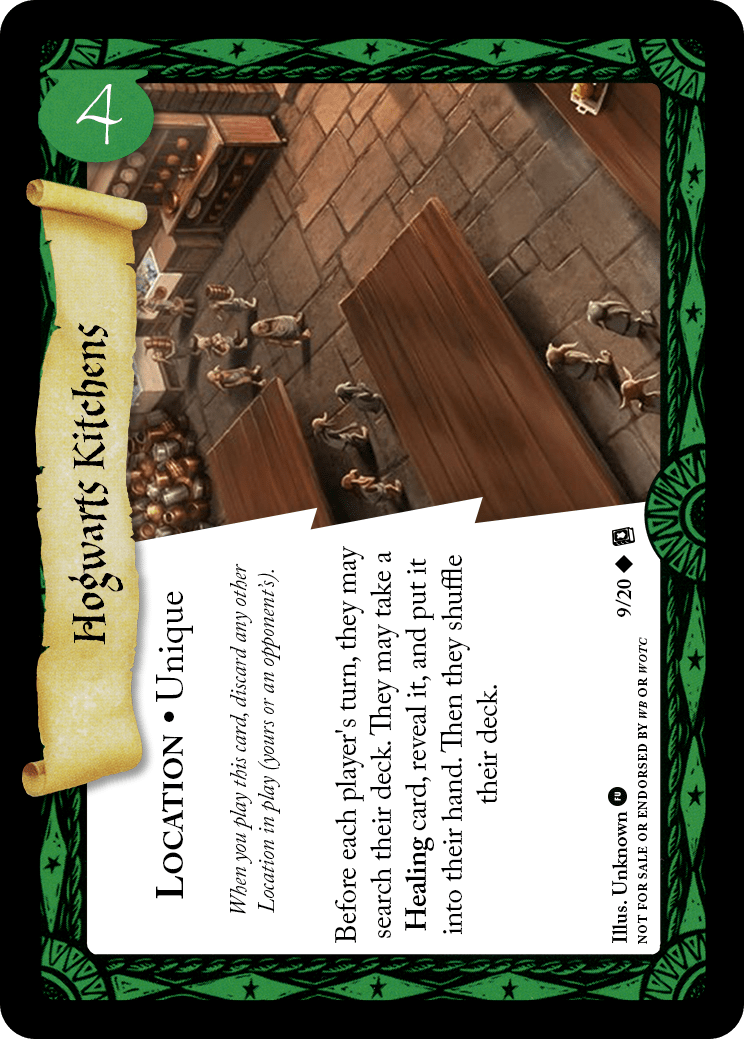 4
Hogwarts Kitchens
LOCATION • Unique
When you play this card, discard any other
Location in play (yours or an opponent's).
Before each player's turn, they may
search their deck. They may take a
Healing card, reveal it, and put it
into their hand. Then they shuffle
their deck.
Illus. Unknown FU
9/20
NOT FOR SALE OR ENDORSED BY WB OR WOTC